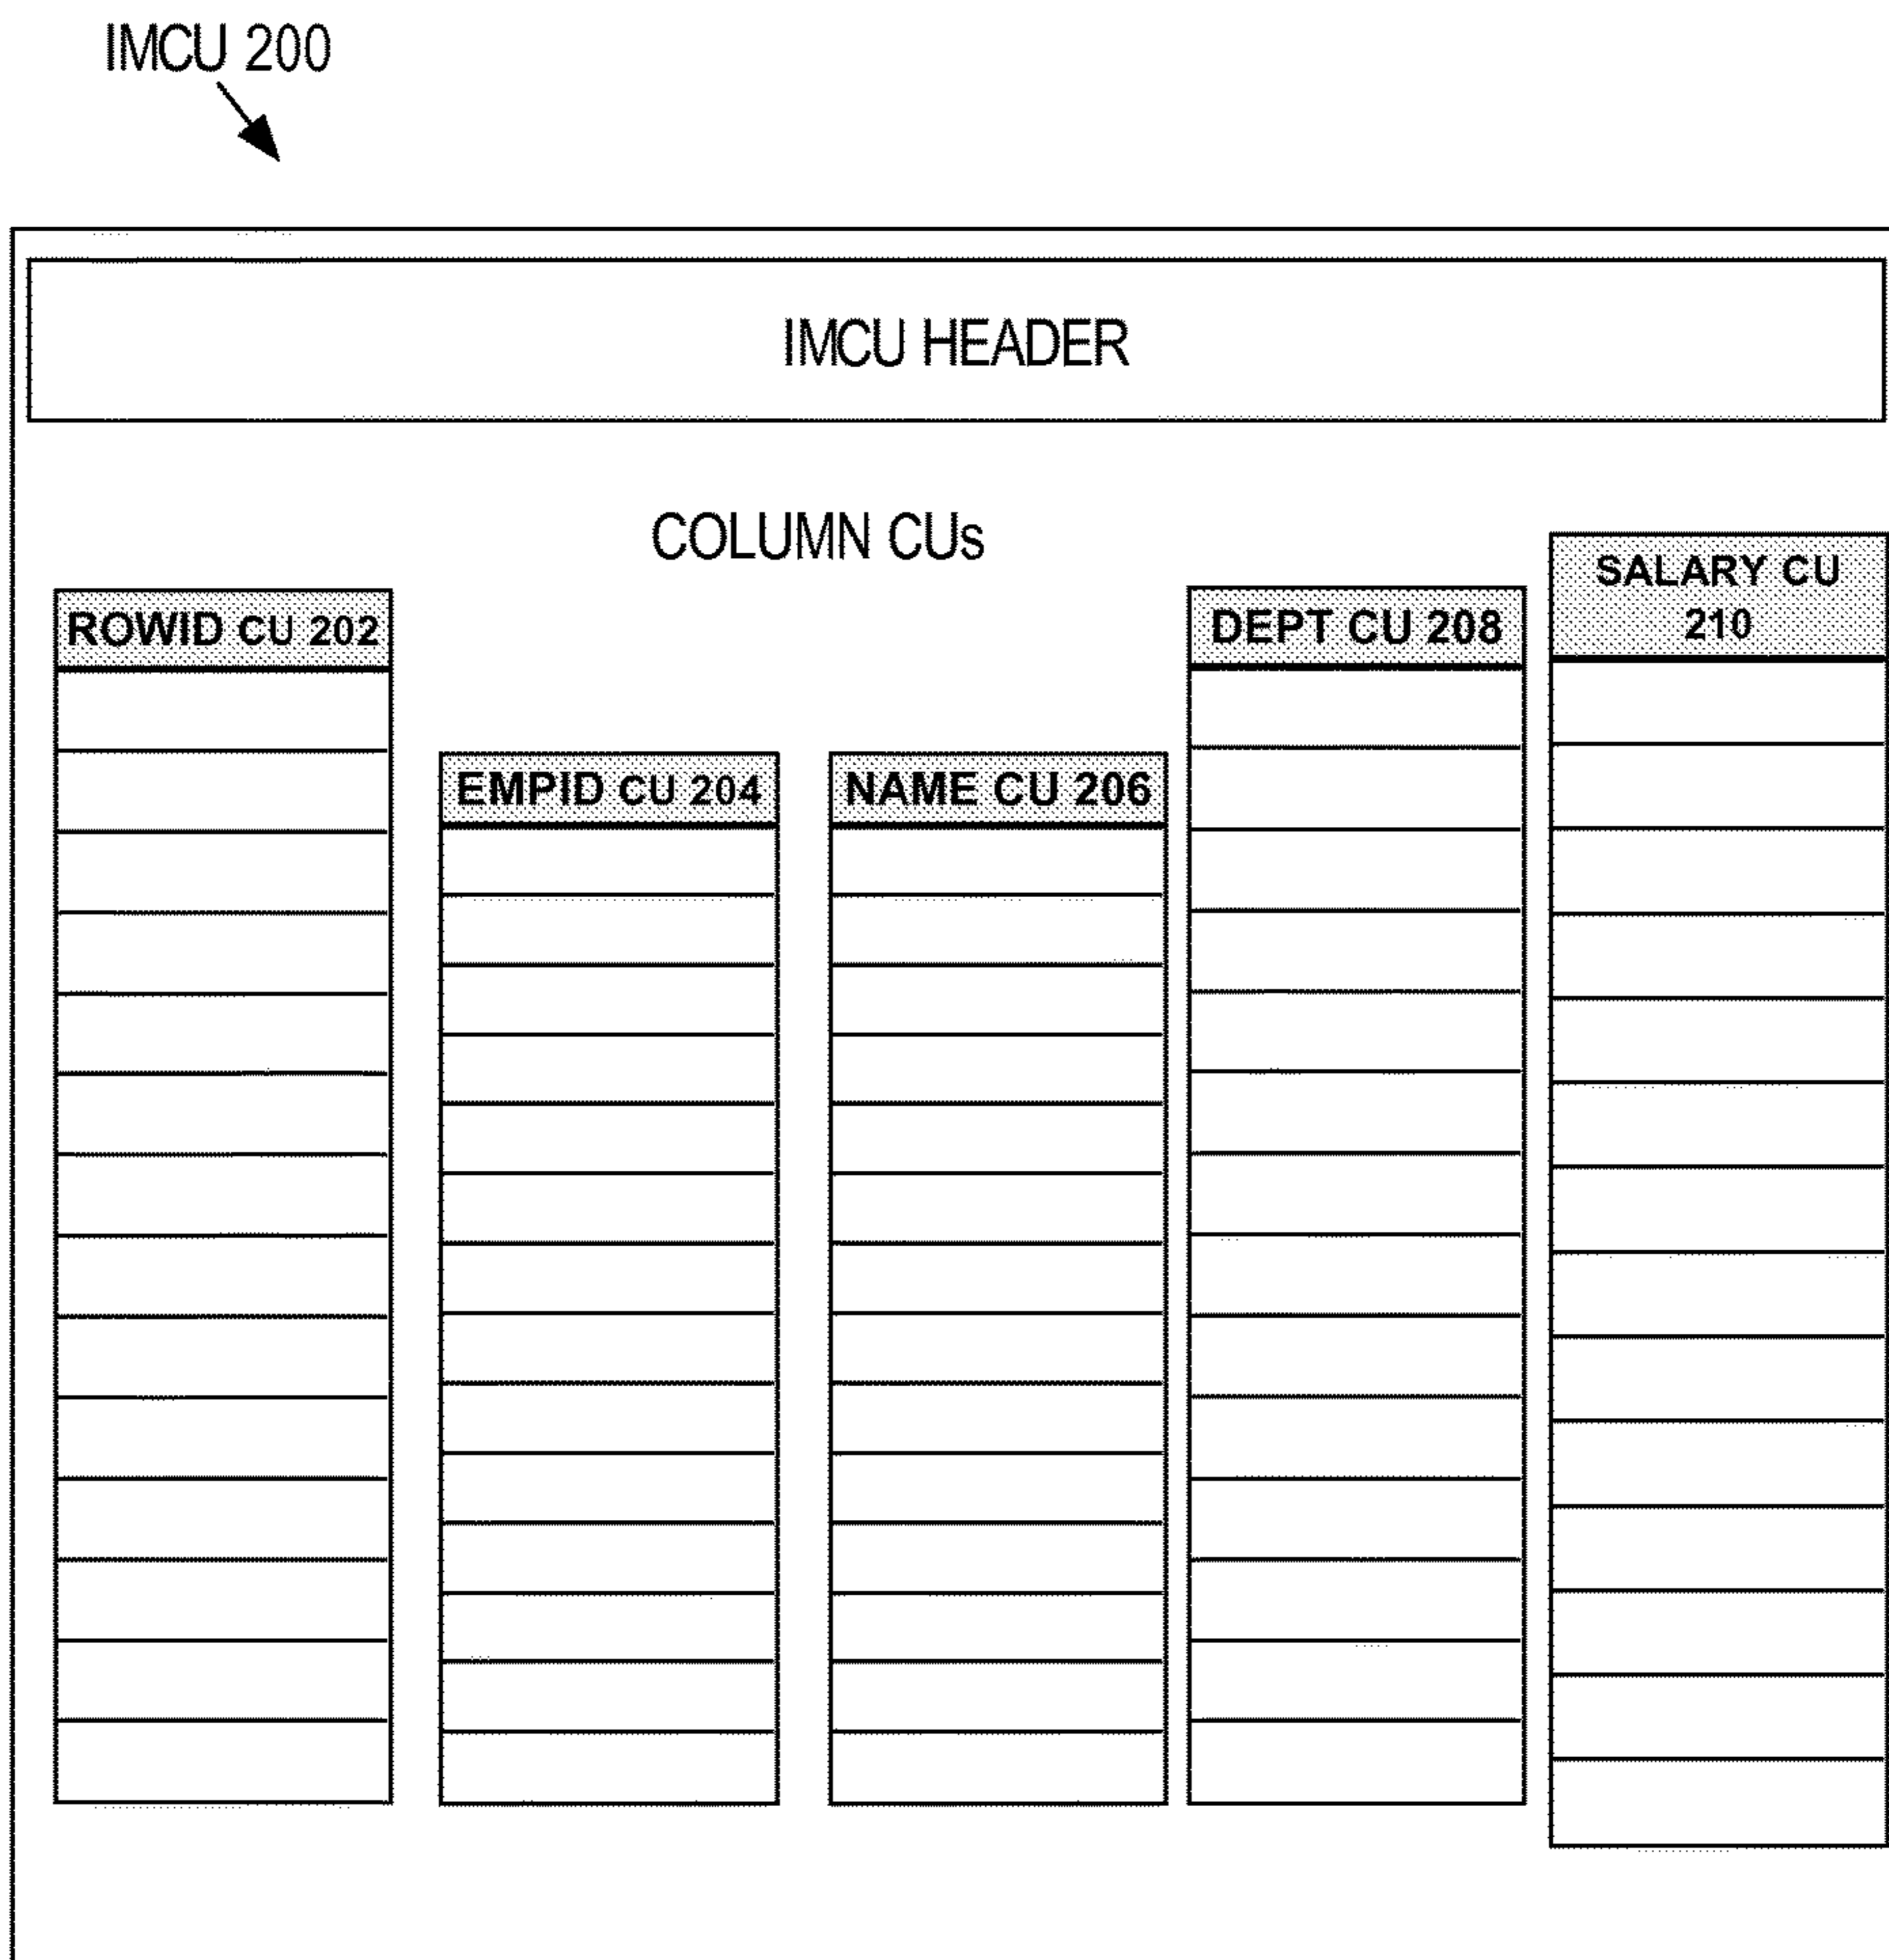 IMCU 200
IMCU HEADER
COLUMN CUs
ROWID CU 202
EMPID CU 204
NAME CU 206
DEPT CU 208
SALARY CU
210